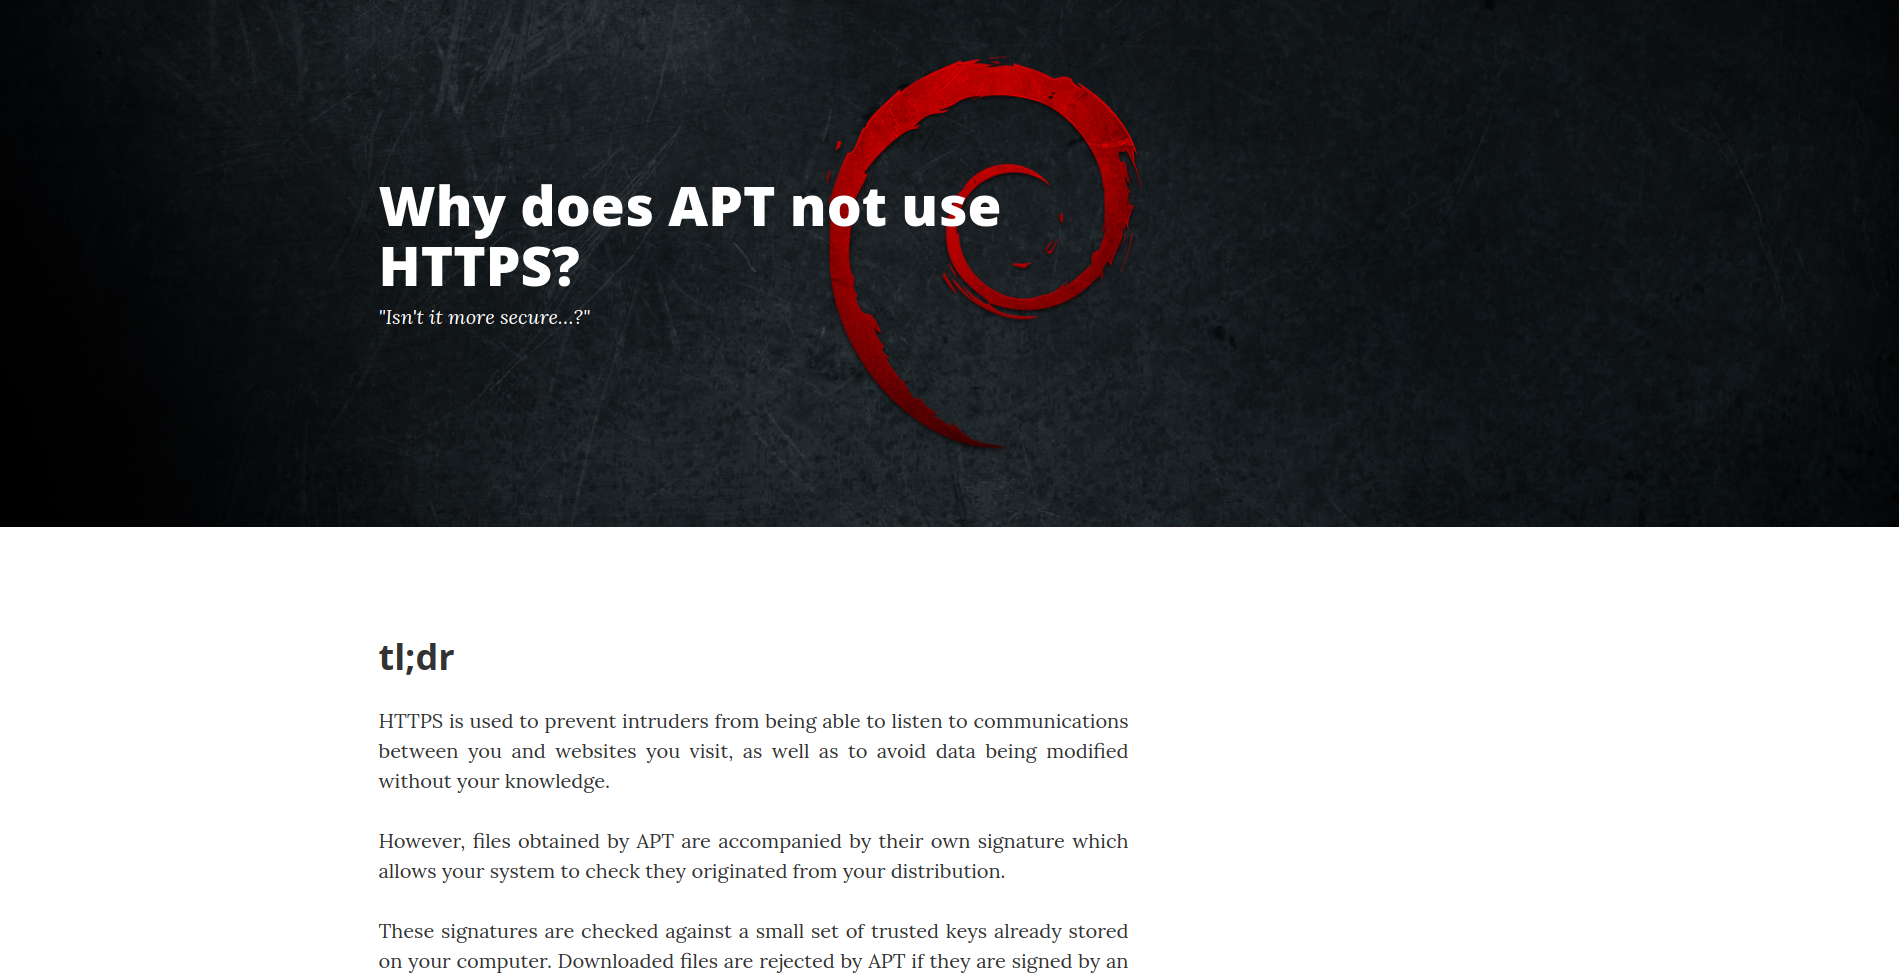 Why does APT not use
HTTPS?
"Isn't it more secure...?"
tl;dr
HTTPS is used to prevent intruders from being able to listen to communications
between you and websites you visit, as well as to avoid data being modified
without your knowledge.
However, files obtained by APT are accompanied by their own signature which
allows your system to check they originated from your distribution.
These signatures are checked against a small set of trusted keys already stored
on your computer. Downloaded files are rejected by APT if they are signed by an